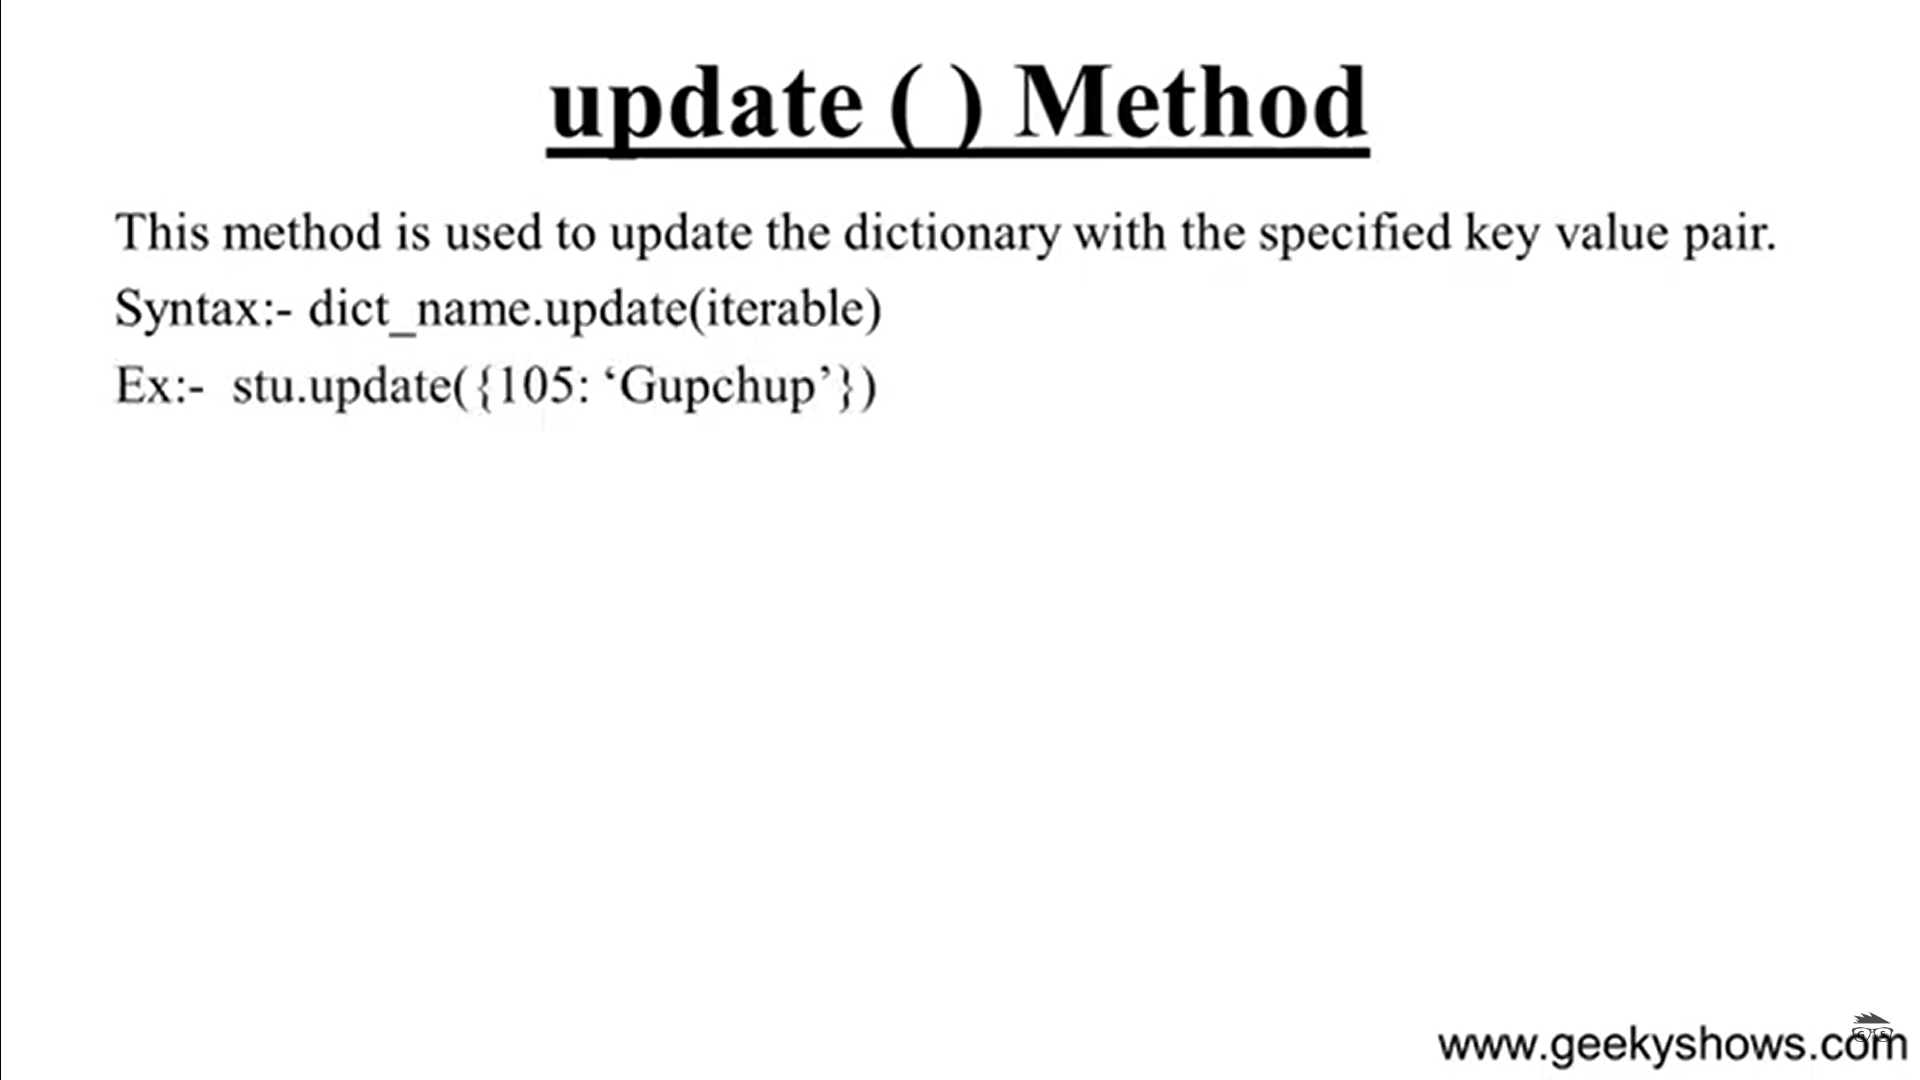 update ( ) Method
This method is used to update the dictionary with the specified key value pair.
Syntax:- dict_name.update(iterable)
Ex:- stu.update({105: ‘Gupchup’})
www.geekyshows.com